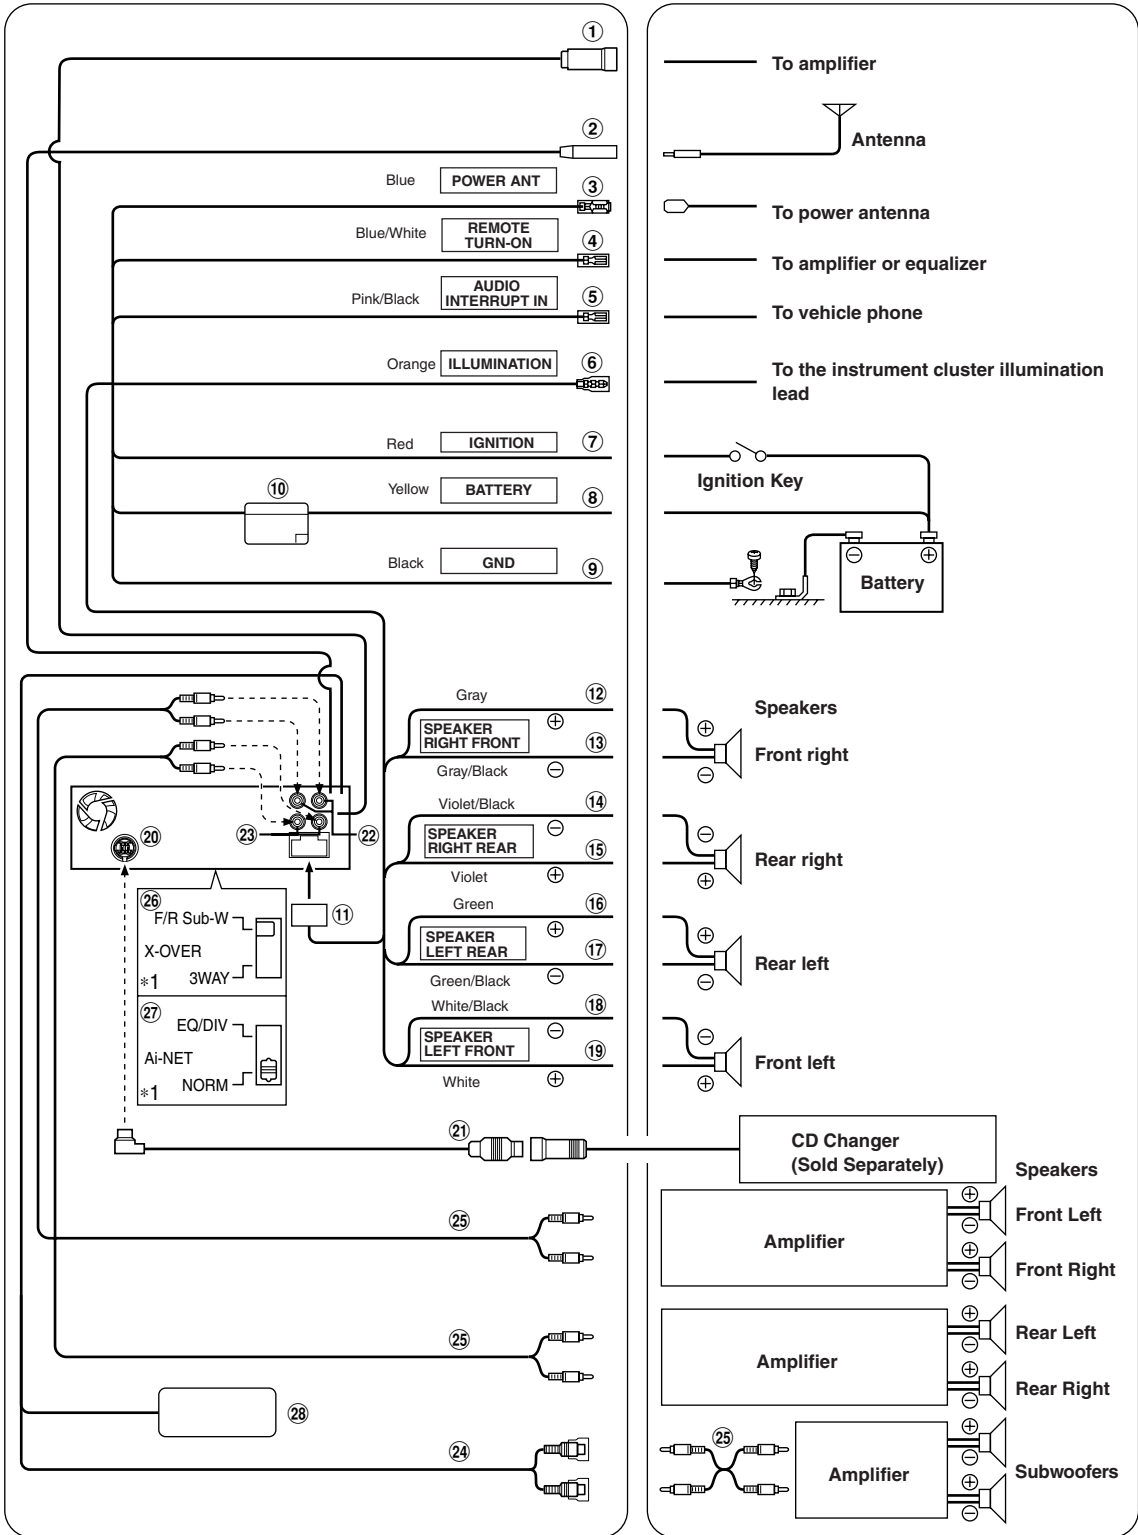 ①
To amplifier
②
Antenna
Blue POWER ANT ③
To power antenna
Blue/White REMOTE
TURN-ON ④
To amplifier or equalizer
Pink/Black AUDIO
INTERRUPT IN ⑤
To vehicle phone
Orange ILLUMINATION ⑥
To the instrument cluster illumination
lead
Red IGNITION ⑦
Ignition Key
⑩
Yellow BATTERY ⑧
Black GND ⑨
⊖ ⊕
Battery
Gray ⑫
SPEAKER
RIGHT FRONT ⊕
⑬
Gray/Black ⊖
Speakers
⊕
Front right
⊖
Violet/Black ⑭
SPEAKER
RIGHT REAR ⊖
⑮
Violet ⊕
⊖
Rear right
⊕
Green ⑯
SPEAKER
LEFT REAR ⊕
⑰
Green/Black ⊖
⊕
Rear left
⊖
White/Black ⑱
SPEAKER
LEFT FRONT ⊖
⑲
White ⊕
⊖
Front left
⊕
⑳
㉓
㉒
⑪
㉖
F/R Sub-W
X-OVER
*1 3WAY
㉗
EQ/DIV
Ai-NET
*1 NORM
㉑
CD Changer
(Sold Separately)
Speakers
㉕
Amplifier
⊕
Front Left
⊖
⊕
Front Right
⊖
㉕
Amplifier
⊕
Rear Left
⊖
⊕
Rear Right
⊖
㉘
㉔
㉕
Amplifier
⊕
⊖
Subwoofers
⊕
⊖